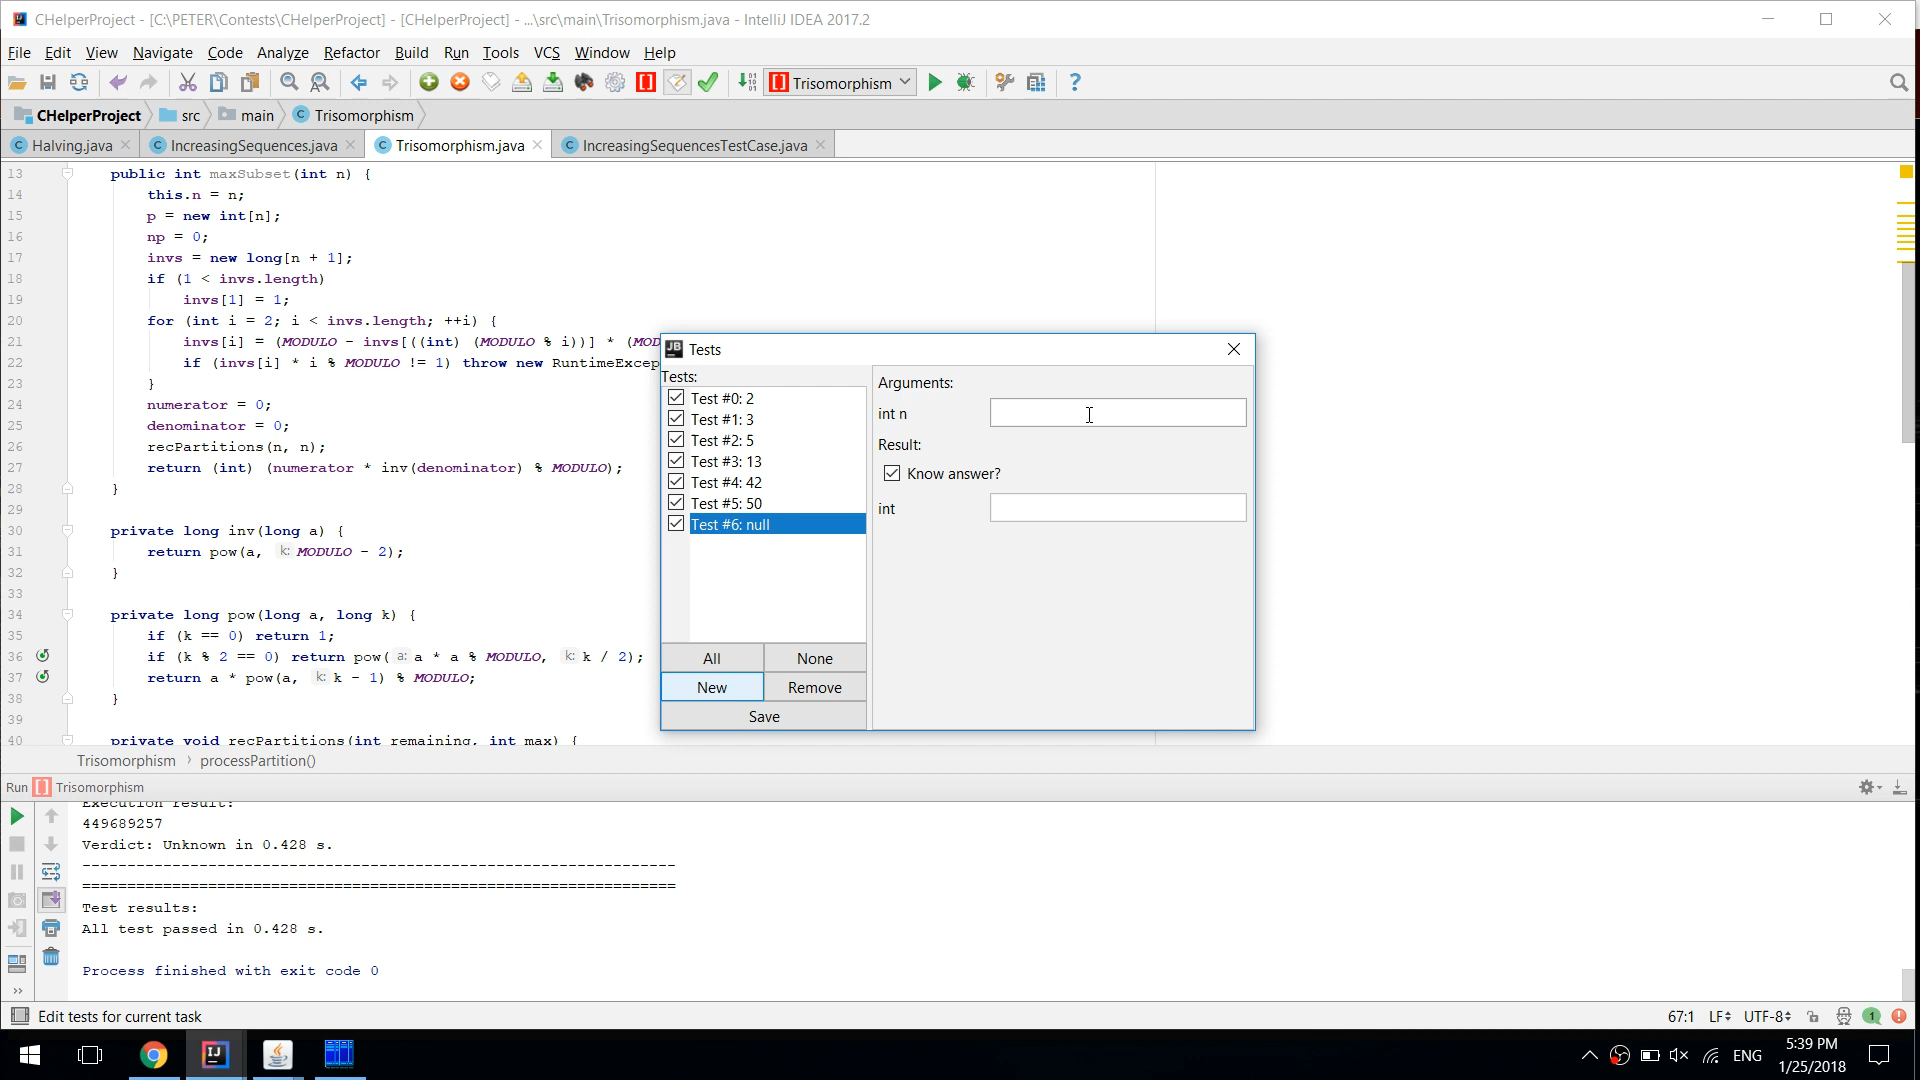 CHelperProject - [C:\PETER\Contests\CHelperProject] - [CHelperProject] - ...\src\main\Trisomorphism.java - IntelliJ IDEA 2017.2
File Edit View Navigate Code Analyze Refactor Build Run Tools VCS Window Help
Trisomorphism
CHelperProject src main Trisomorphism
Halving.java IncreasingSequences.java Trisomorphism.java IncreasingSequencesTestCase.java
13 public int maxSubset(int n) {
14 this.n = n;
15 p = new int[n];
16 np = 0;
17 invs = new long[n + 1];
18 if (1 < invs.length)
19 invs[1] = 1;
20 for (int i = 2; i < invs.length; ++i) {
21 invs[i] = (MODULO - invs[((int) (MODULO % i))] * (MOD
22 if (invs[i] * i % MODULO != 1) throw new RuntimeExcep
23 }
24 numerator = 0;
25 denominator = 0;
26 recPartitions(n, n);
27 return (int) (numerator * inv(denominator) % MODULO);
28 }
29
30 private long inv(long a) {
31 return pow(a, k: MODULO - 2);
32 }
33
34 private long pow(long a, long k) {
35 if (k == 0) return 1;
36 if (k % 2 == 0) return pow( a: a * a % MODULO, k: k / 2);
37 return a * pow(a, k: k - 1) % MODULO;
38 }
39
40 private void recPartitions(int remaining, int max) {
Trisomorphism › processPartition()
Tests
Tests:
Test #0: 2
Test #1: 3
Test #2: 5
Test #3: 13
Test #4: 42
Test #5: 50
Test #6: null
All None
New Remove
Save
Arguments:
int n
Result:
Know answer?
int
Run Trisomorphism
Execution result:
449689257
Verdict: Unknown in 0.428 s.
------------------------------------------------------------------
==================================================================
Test results:
All test passed in 0.428 s.
Process finished with exit code 0
Edit tests for current task
67:1 LF UTF-8 1
ENG
5:39 PM
1/25/2018